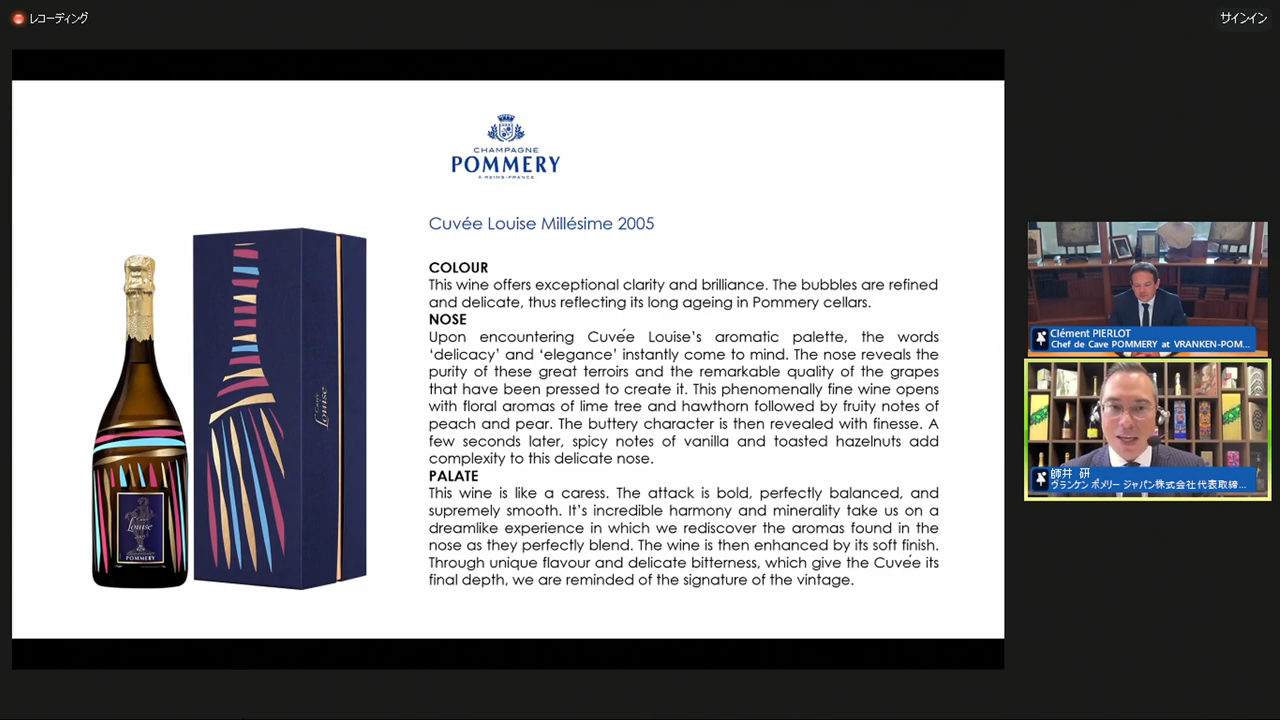 レコーディング
サインイン
CHAMPAGNE
POMMERY
À REIMS-FRANCE
Cuvée Louise Millésime 2005
COLOUR
This wine offers exceptional clarity and brilliance. The bubbles are refined
and delicate, thus reflecting its long ageing in Pommery cellars.
NOSE
Upon encountering Cuvée Louise's aromatic palette, the words
'delicacy' and 'elegance' instantly come to mind. The nose reveals the
purity of these great terroirs and the remarkable quality of the grapes
that have been pressed to create it. This phenomenally fine wine opens
with floral aromas of lime tree and hawthorn followed by fruity notes of
peach and pear. The buttery character is then revealed with finesse. A
few seconds later, spicy notes of vanilla and toasted hazelnuts add
complexity to this delicate nose.
PALATE
This wine is like a caress. The attack is bold, perfectly balanced, and
supremely smooth. It's incredible harmony and minerality take us on a
dreamlike experience in which we rediscover the aromas found in the
nose as they perfectly blend. The wine is then enhanced by its soft finish.
Through unique flavour and delicate bitterness, which give the Cuvée its
final depth, we are reminded of the signature of the vintage.
Cuvée
Louise
Louise
POMMERY
Clément PIERLOT
Chef de Cave POMMERY at VRANKEN-POM...
師井 研
ヴランケン ポメリー ジャパン株式会社 代表取締...